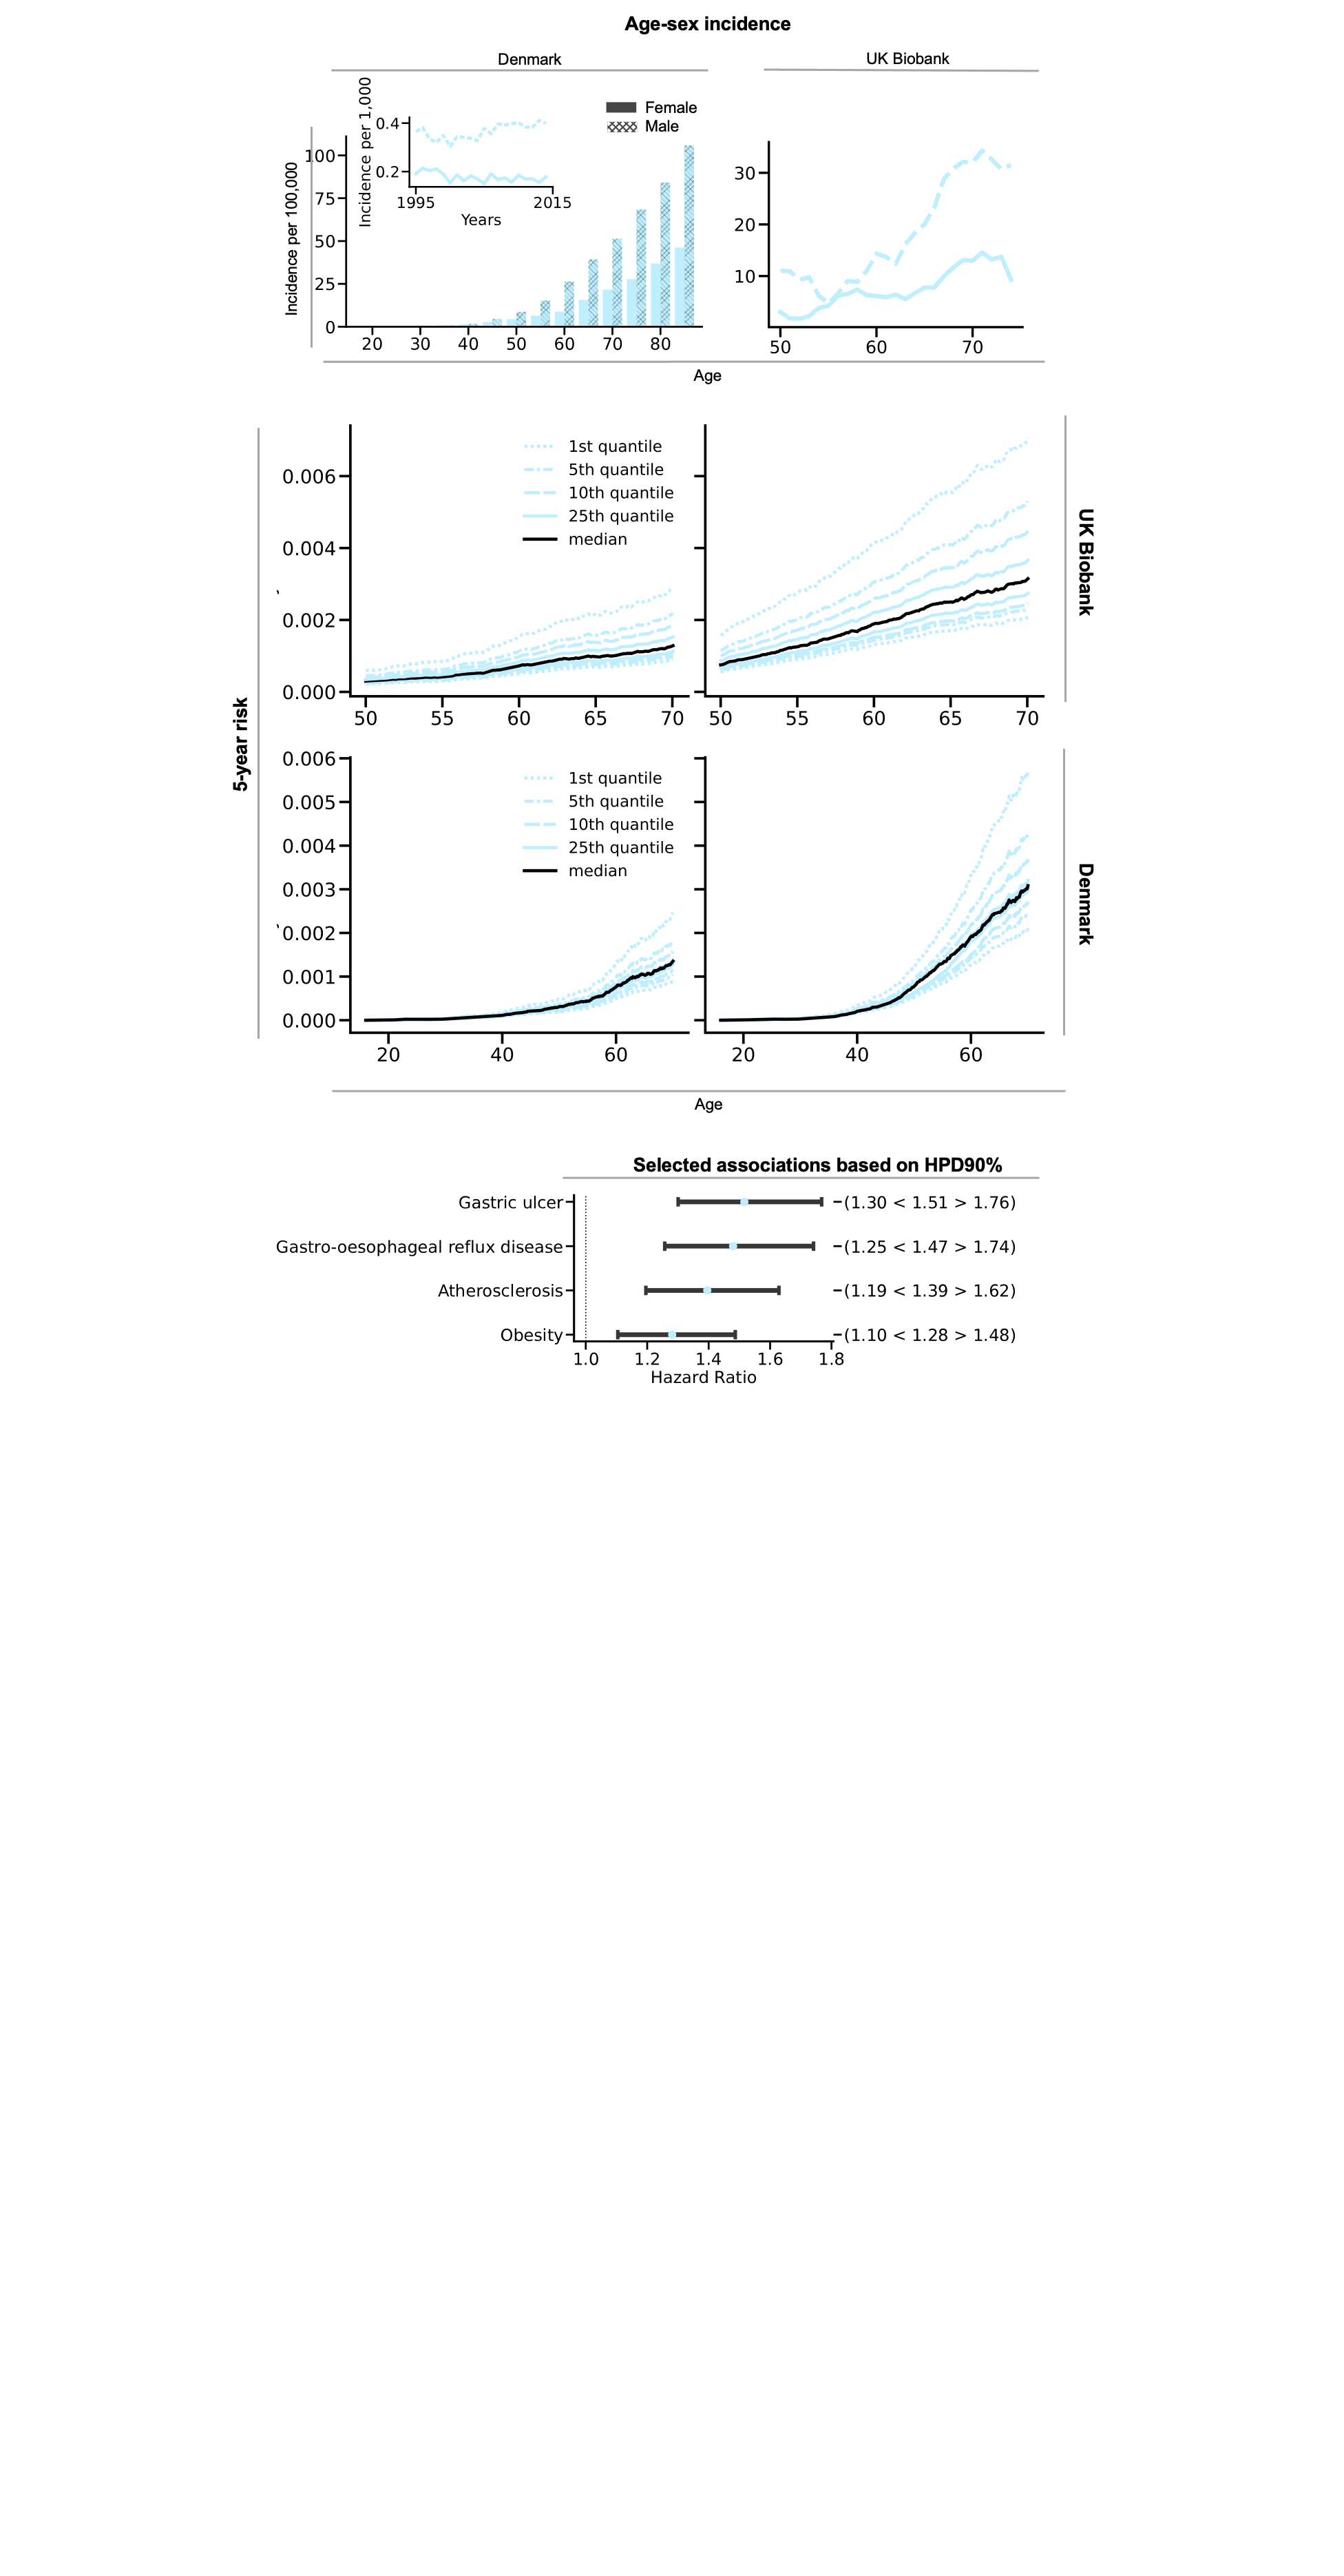 Age-sex incidence
Denmark
UK Biobank
Incidence per 100,000
100
75
50
25
0
Incidence per 1,000
0.4
0.2
1995
2015
Years
Female
Male
20 30 40 50 60 70 80
30
20
10
50 60 70
Age
5-year risk
0.006
0.004
0.002
0.000
1st quantile
5th quantile
10th quantile
25th quantile
median
50 55 60 65 70
50 55 60 65 70
UK Biobank
0.006
0.005
0.004
0.003
0.002
0.001
0.000
1st quantile
5th quantile
10th quantile
25th quantile
median
20 40 60
20 40 60
Denmark
Age
Selected associations based on HPD90%
Gastric ulcer (1.30 < 1.51 > 1.76)
Gastro-oesophageal reflux disease (1.25 < 1.47 > 1.74)
Atherosclerosis (1.19 < 1.39 > 1.62)
Obesity (1.10 < 1.28 > 1.48)
1.0 1.2 1.4 1.6 1.8
Hazard Ratio